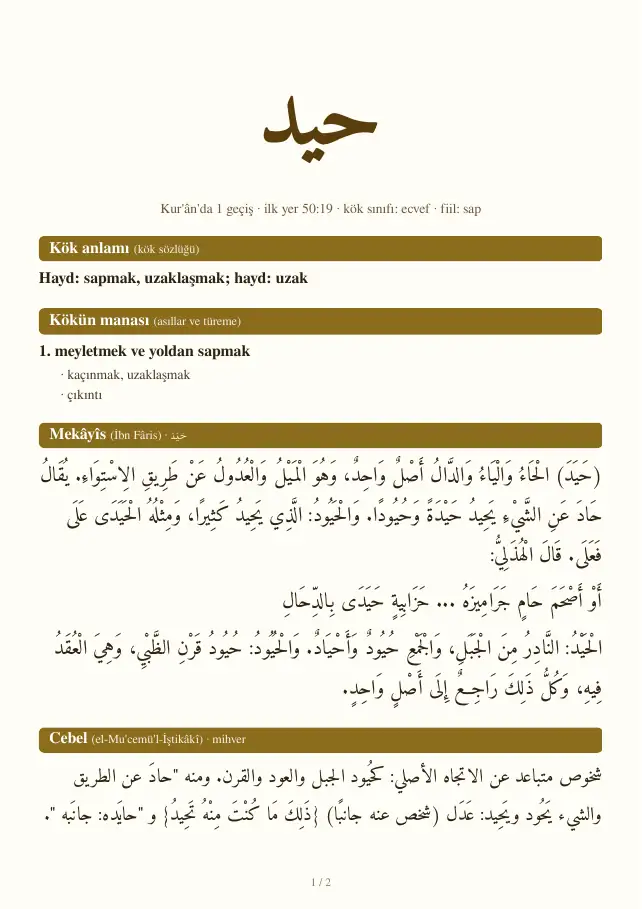 حيد
Kur'ân'da 1 geçiş · ilk yer 50:19 · kök sınıfı: ecvef · fiil: sap
Kök anlamı (kök sözlüğü)
Hayd: sapmak, uzaklaşmak; hayd: uzak
Kökün manası (asıllar ve türeme)
1. meyletmek ve yoldan sapmak
· kaçınmak, uzaklaşmak
· çıkıntı
Mekâyîs (İbn Fâris) · حَيَدَ
(حَيَدَ) الْحَاءُ وَالْيَاءُ وَالدَّالُ أَصْلٌ وَاحِدٌ، وَهُوَ الْمَيْلُ وَالْعُدُولُ عَنْ طَرِيقِ الِاسْتِوَاءِ. يُقَالُ
حَادَ عَنِ الشَّيْءِ يَحِيدُ حَيْدَةً وَحُيُودًا. وَالْحَيُودُ: الَّذِي يَحِيدُ كَثِيرًا، وَمِثْلُهُ الْحَيَدَى عَلَى
فَعَلَى. قَالَ الْهُذَلِيُّ:
أَوْ أَصْحَمَ حَامٍ جَرَامِيزَهُ ... حَزَابِيةٍ حَيَدَى بِالدِّحَالِ
الْحَيْدُ: النَّادِرُ مِنَ الْجَبَلِ، وَالْجَمْعِ حُيُودٌ وَأَحْيَادٌ. وَالْحُيُودُ: حُيُودُ قَرْنِ الظَّبْيِ، وَهِيَ الْعُقَدُ
فِيهِ، وَكُلُّ ذَلِكَ رَاجِعٌ إِلَى أَصْلٍ وَاحِدٍ.
Cebel (el-Mu'cemü'l-İştikâkî) · mihver
شخوص متباعد عن الاتجاه الأصلي: كحُيود الجبل والعود والقرن. ومنه "حادَ عن الطريق
والشيء يَحُود ويَحِيد: عَدَل (شخص عنه جانبًا) {ذَلِكَ مَا كُنْتَ مِنْهُ تَحِيدُ} و "حايَده: جانَبه ".
1 / 2